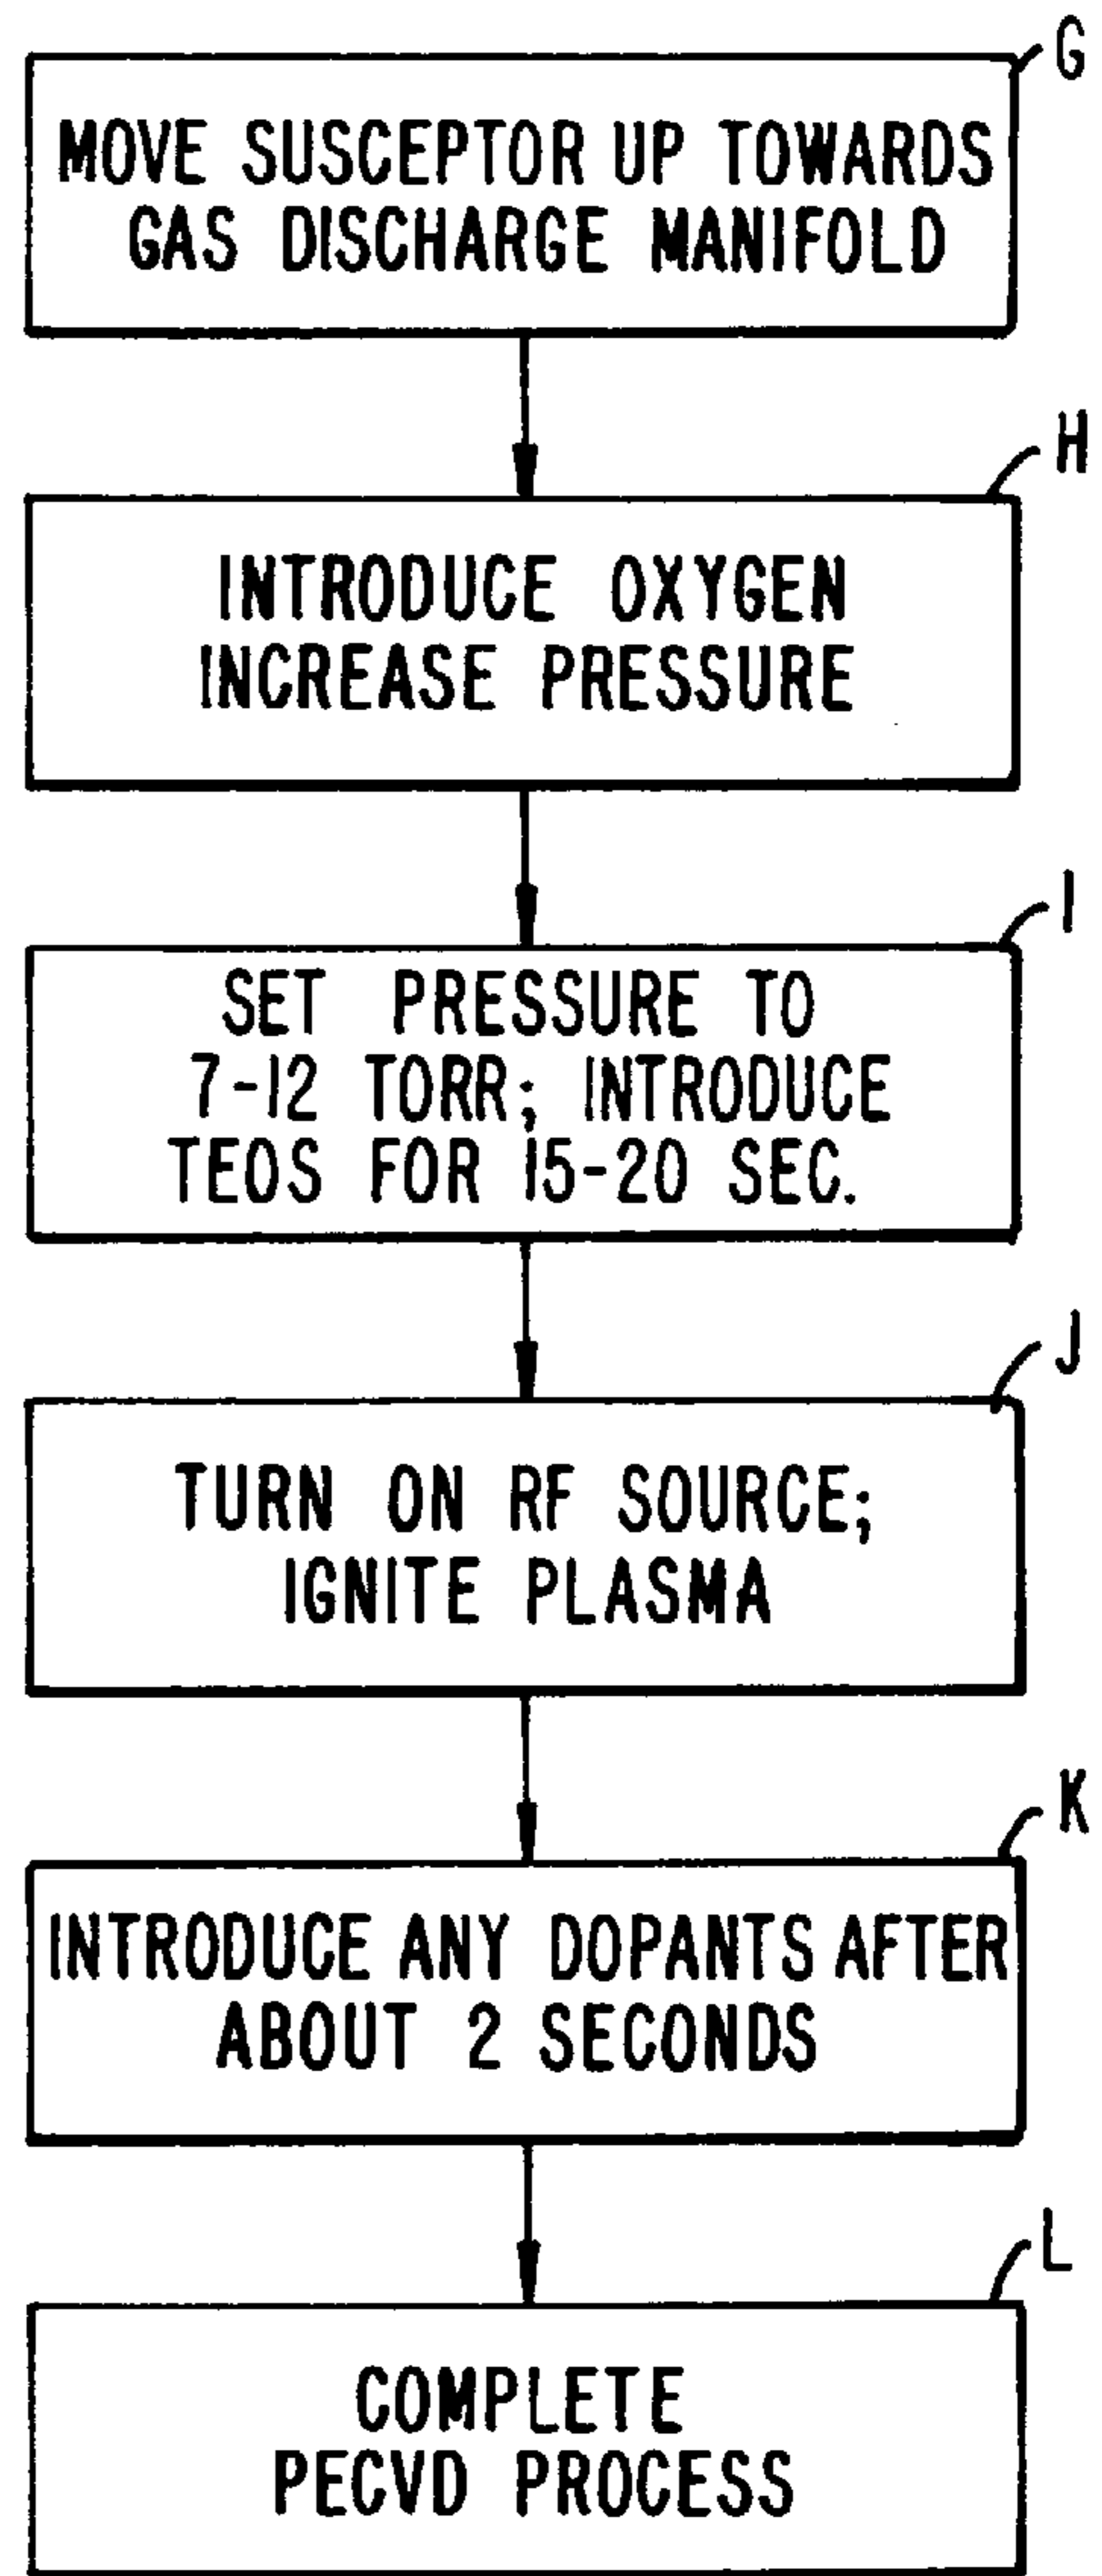 G
MOVE SUSCEPTOR UP TOWARDS
GAS DISCHARGE MANIFOLD
H
INTRODUCE OXYGEN
INCREASE PRESSURE
I
SET PRESSURE TO
7-12 TORR; INTRODUCE
TEOS FOR 15-20 SEC.
J
TURN ON RF SOURCE;
IGNITE PLASMA
K
INTRODUCE ANY DOPANTS AFTER
ABOUT 2 SECONDS
L
COMPLETE
PECVD PROCESS